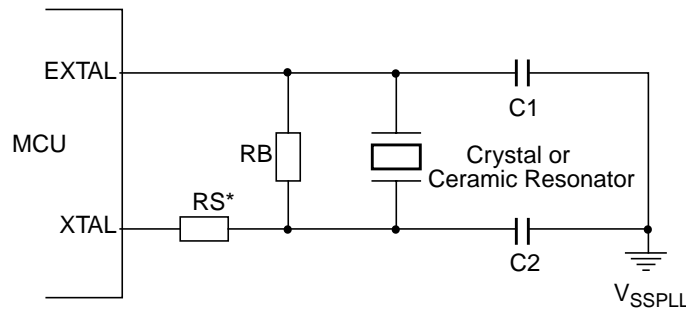 EXTAL
C1
MCU
RB
Crystal or
Ceramic Resonator
RS*
XTAL
C2
VSSPLL